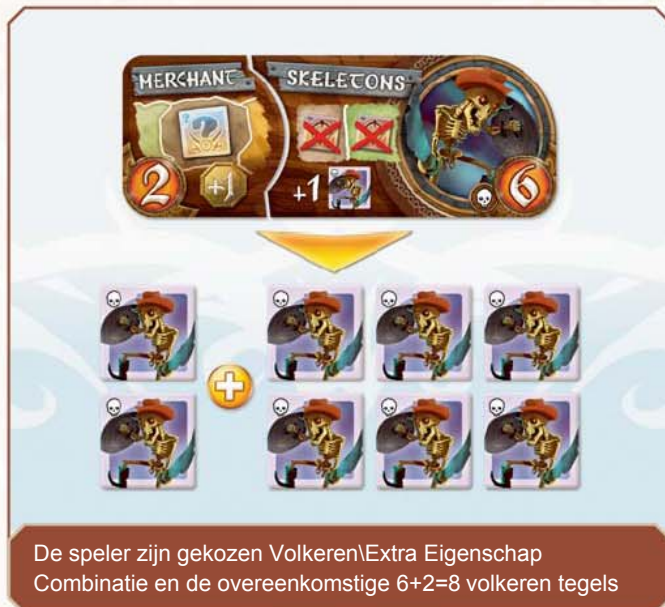 MERCHANT SKELETONS
2 +1 +1 6
De speler zijn gekozen Volkeren\Extra Eigenschap
Combinatie en de overeenkomstige 6+2=8 volkeren tegels